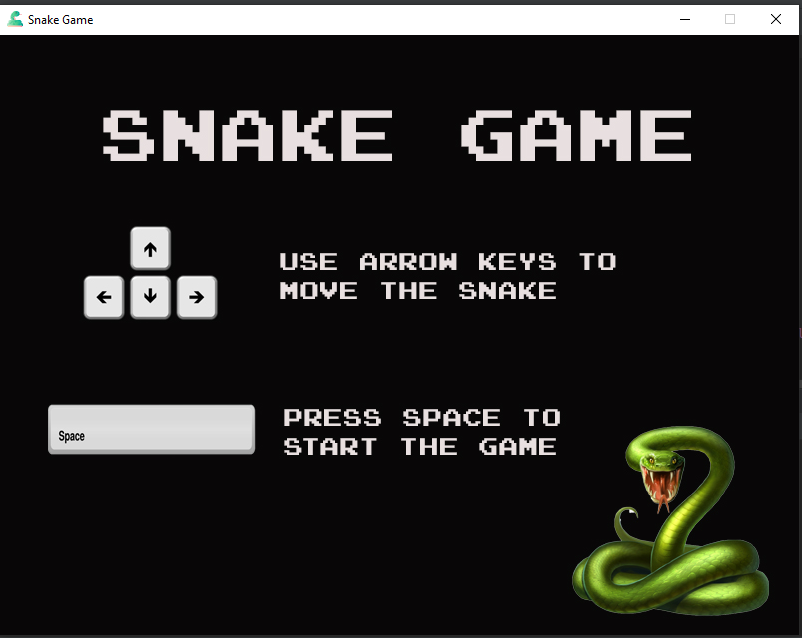 Snake Game
SNAKE GAME
USE ARROW KEYS TO
MOVE THE SNAKE
PRESS SPACE TO
START THE GAME
Space